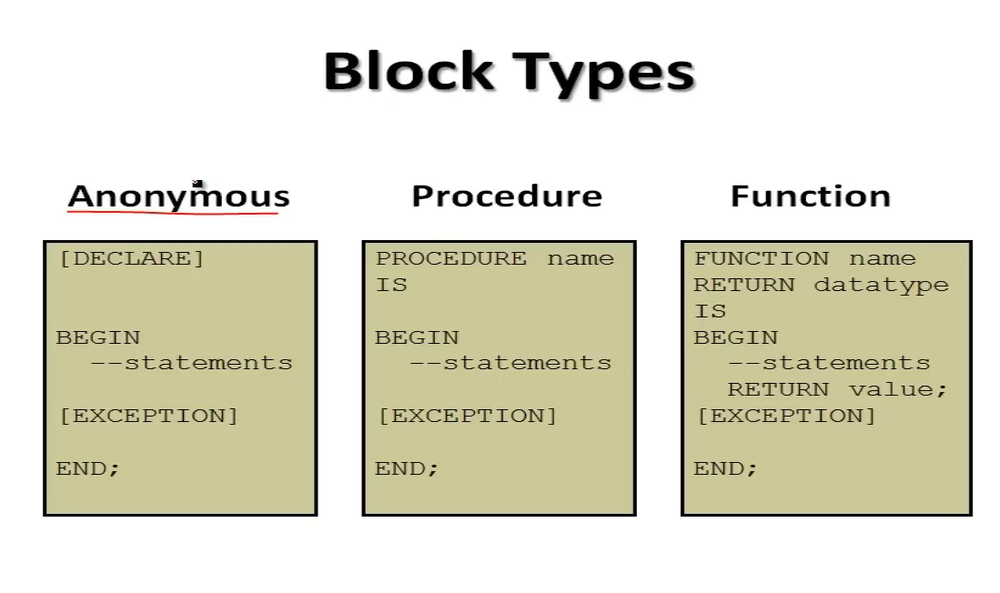 Block Types
Anonymous
[DECLARE]
BEGIN
--statements
[EXCEPTION]
END;
Procedure
PROCEDURE name
IS
BEGIN
--statements
[EXCEPTION]
END;
Function
FUNCTION name
RETURN datatype
IS
BEGIN
--statements
RETURN value;
[EXCEPTION]
END;